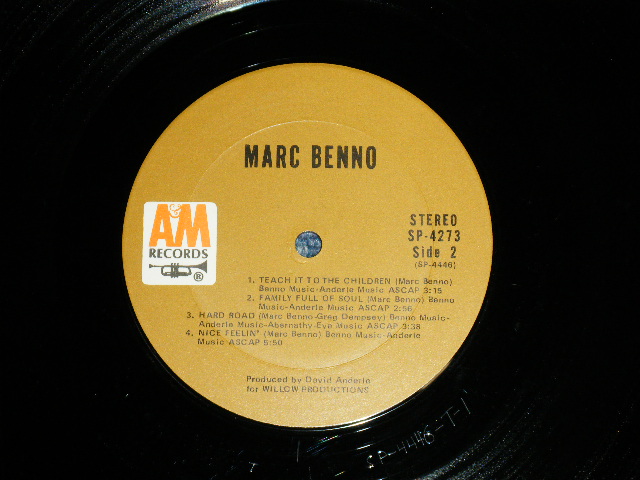 MARC BENNO
A&M
RECORDS
®
STEREO
SP-4273
Side 2
(SP-4446)
1. TEACH IT TO THE CHILDREN (Marc Benno)
Benno Music-Anderle Music ASCAP 3:15
2. FAMILY FULL OF SOUL (Marc Benno) Benno
Music-Anderle Music ASCAP 2:56
3. HARD ROAD (Marc Benno-Greg Dempsey) Benno Music-
Anderle Music-Abernathy-Eye Music ASCAP 3:38
4. NICE FEELIN' (Marc Benno) Benno Music-Anderle
Music ASCAP 5:50
Produced by David Anderle
for WILLOW PRODUCTIONS
SP-4446-T-1